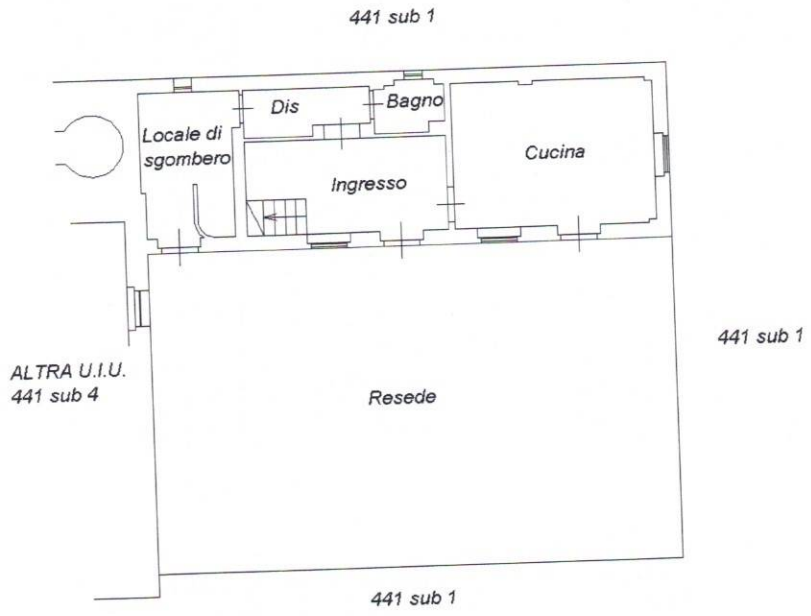 441 sub 1
Dis
Bagno
Locale di
sgombero
Cucina
Ingresso
441 sub 1
ALTRA U.I.U.
441 sub 4
Resede
441 sub 1